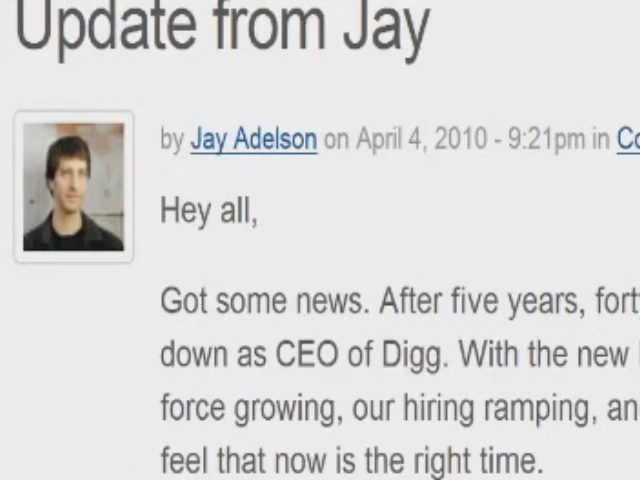 Update from Jay
by Jay Adelson on April 4, 2010 - 9:21pm in Co
Hey all,
Got some news. After five years, fort
down as CEO of Digg. With the new
force growing, our hiring ramping, an
feel that now is the right time.